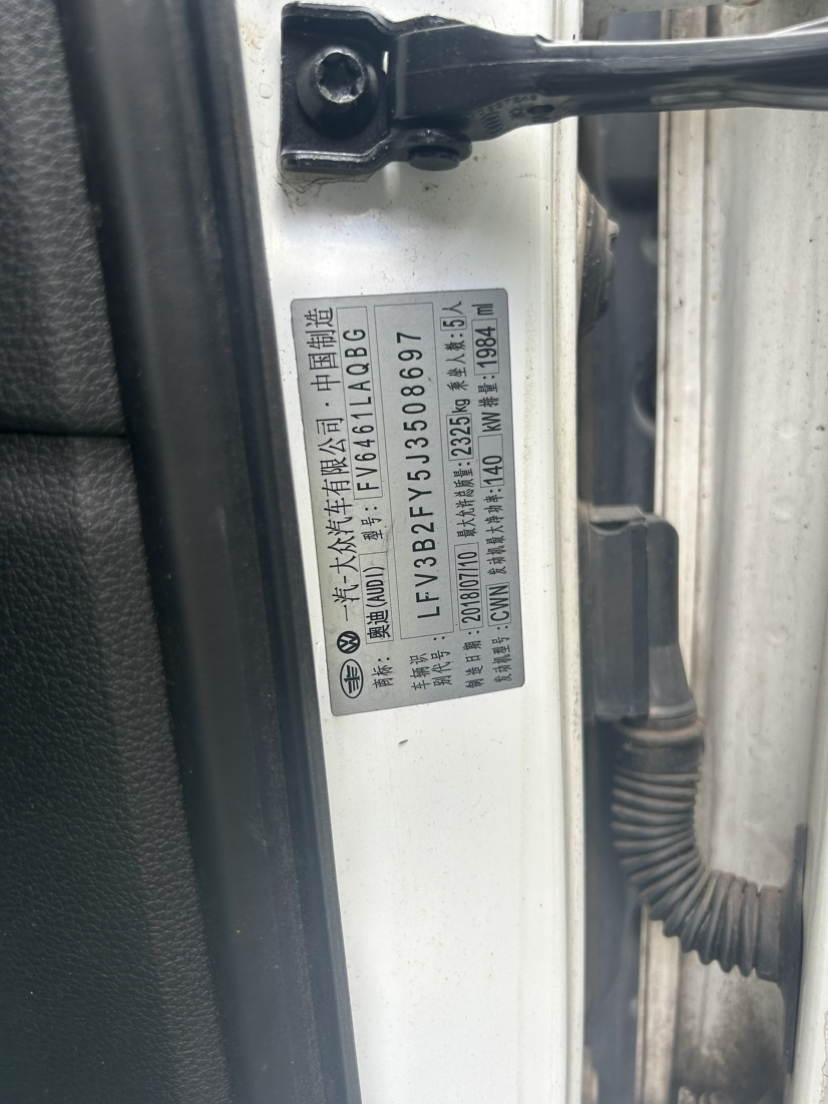 一汽-大众汽车有限公司·中国制造
商标：奥迪(AUDI) 型号：FV6461LAQBG
车辆识别代号：LFV3B2FY5J3508697
制造日期：2018/07/10 最大允许总质量：2325kg 乘坐人数：5人
发动机型号：CWN 发动机最大净功率：140 kW 排量：1984 ml